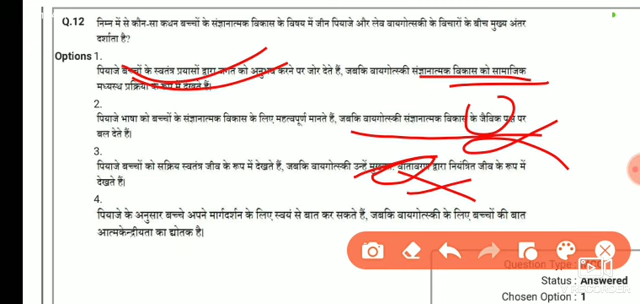 Q.12 निम्न में से कौन-सा कथन बच्चों के संज्ञानात्मक विकास के विषय में जीन पियाजे और लेव वायगोत्सकी के विचारों के बीच मुख्य अंतर
दर्शाता है?
Options 1.
पियाजे बच्चों के स्वतंत्र प्रयासों द्वारा जगत को अनुभव करने पर जोर देते हैं, जबकि वायगोत्स्की संज्ञानात्मक विकास को सामाजिक
मध्यस्थ प्रक्रिया के रूप में देखते हैं।
2.
पियाजे भाषा को बच्चों के संज्ञानात्मक विकास के लिए महत्वपूर्ण मानते हैं, जबकि वायगोत्स्की संज्ञानात्मक विकास के जैविक पक्ष पर
बल देते हैं।
3.
पियाजे बच्चों को सक्रिय स्वतंत्र जीव के रूप में देखते हैं, जबकि वायगोत्स्की उन्हें वातावरण द्वारा नियंत्रित जीव के रूप में
देखते हैं।
4.
पियाजे के अनुसार बच्चे अपने मार्गदर्शन के लिए स्वयं से बात कर सकते हैं, जबकि वायगोत्स्की के लिए बच्चों की बात
आत्मकेन्द्रीयता का द्योतक है।
Question Type :
Status : Answered
Chosen Option : 1